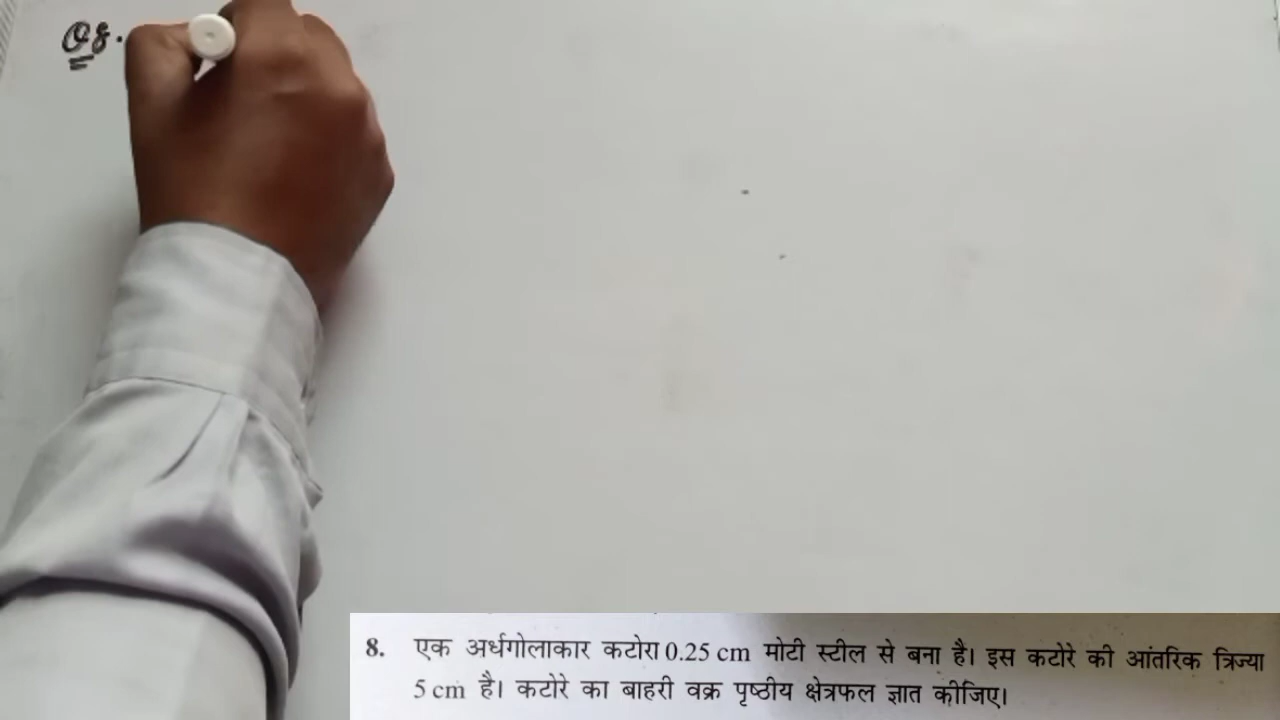 Q8.
8. एक अर्धगोलाकार कटोरा 0.25 cm मोटी स्टील से बना है। इस कटोरे की आंतरिक त्रिज्या
5 cm है। कटोरे का बाहरी वक्र पृष्ठीय क्षेत्रफल ज्ञात कीजिए।